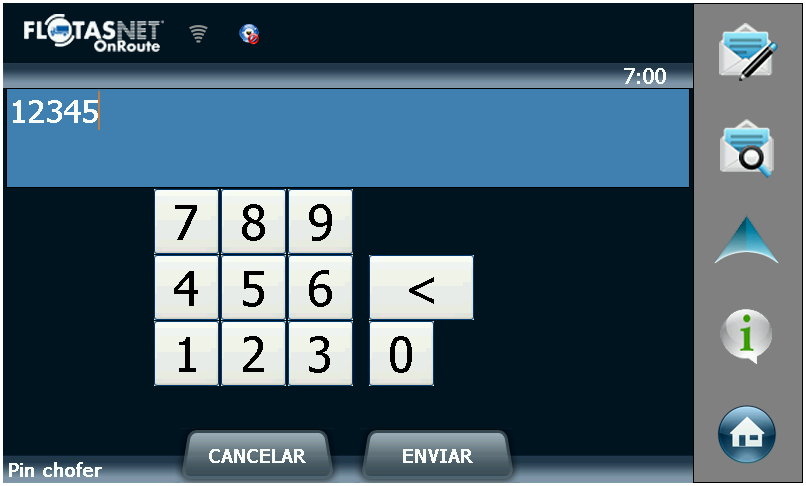 FLOTASNET
OnRoute
7:00
12345
7 8 9
4 5 6 <
1 2 3 0
CANCELAR ENVIAR
Pin chofer